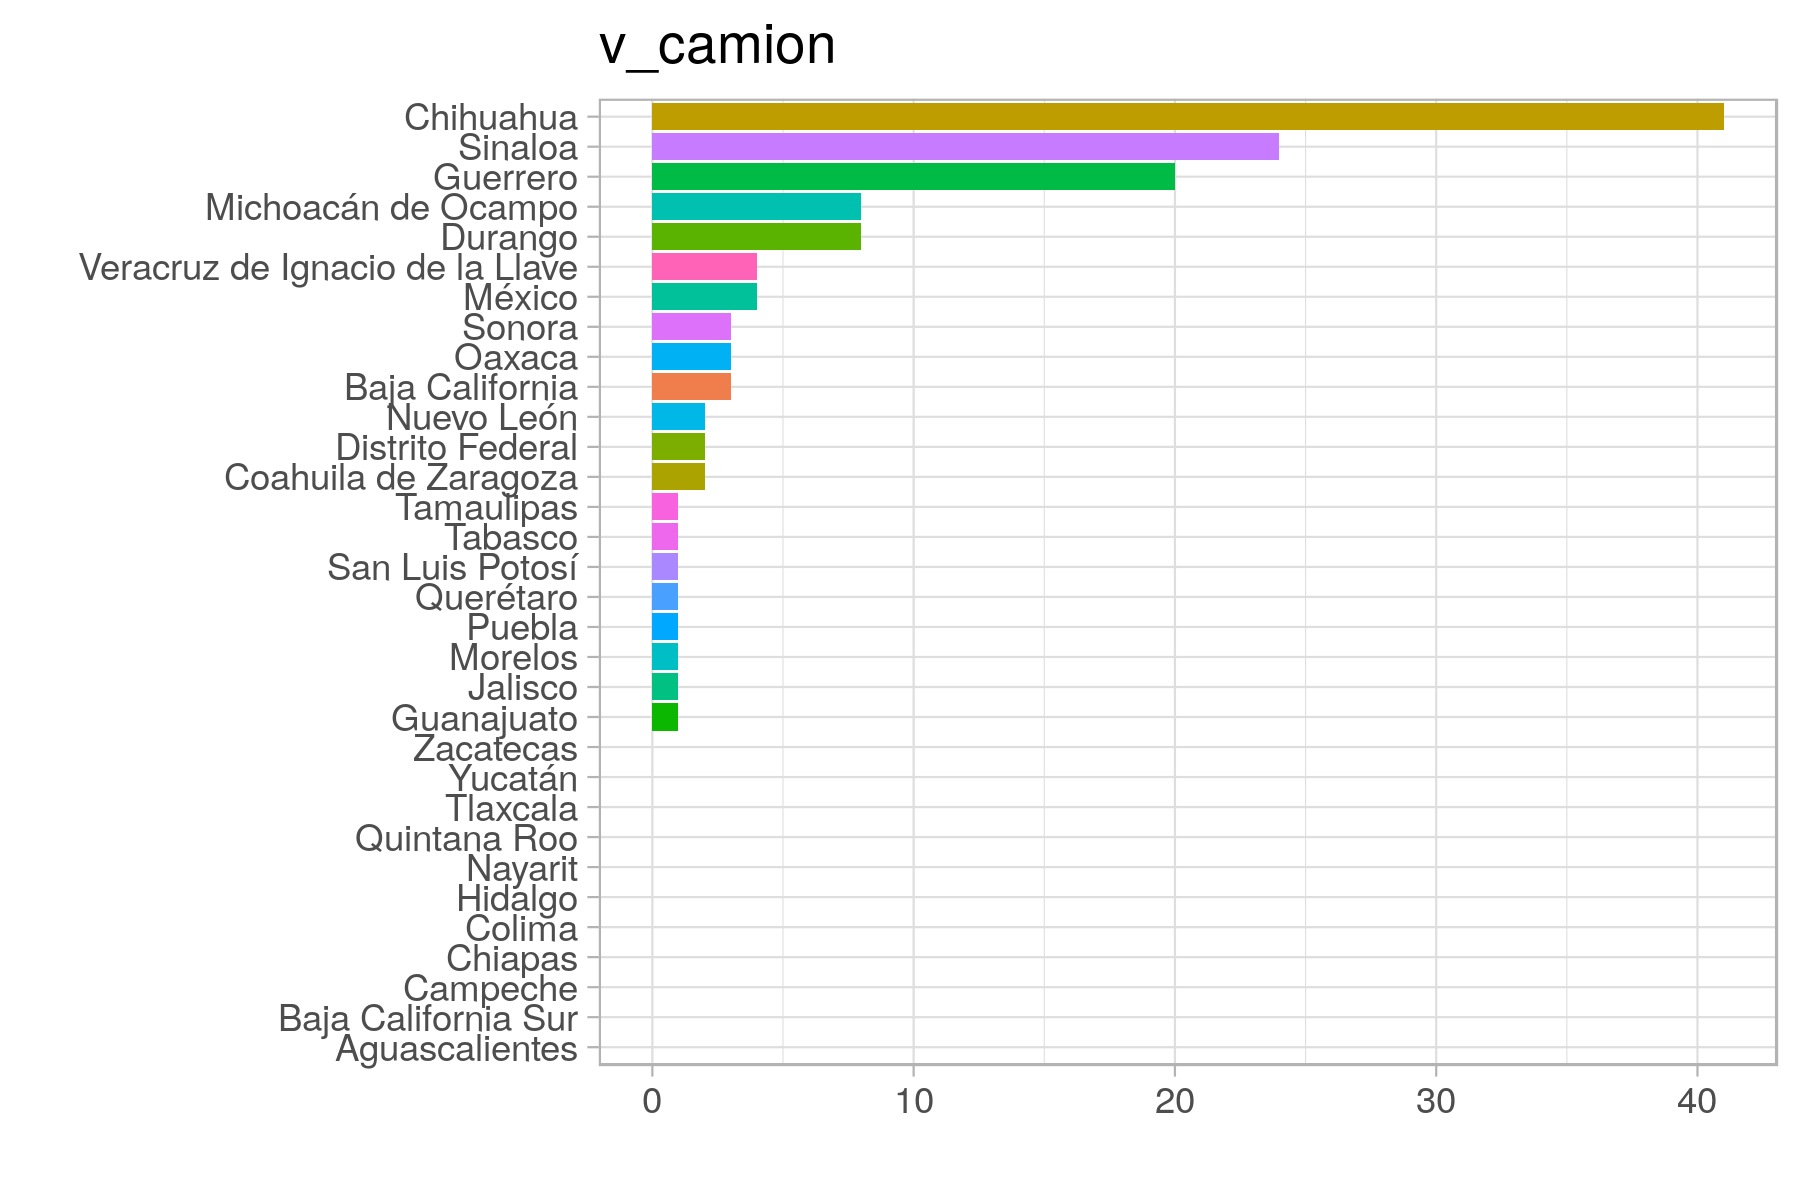 v_camion
Chihuahua
Sinaloa
Guerrero
Michoacán de Ocampo
Durango
Veracruz de Ignacio de la Llave
México
Sonora
Oaxaca
Baja California
Nuevo León
Distrito Federal
Coahuila de Zaragoza
Tamaulipas
Tabasco
San Luis Potosí
Querétaro
Puebla
Morelos
Jalisco
Guanajuato
Zacatecas
Yucatán
Tlaxcala
Quintana Roo
Nayarit
Hidalgo
Colima
Chiapas
Campeche
Baja California Sur
Aguascalientes
0 10 20 30 40